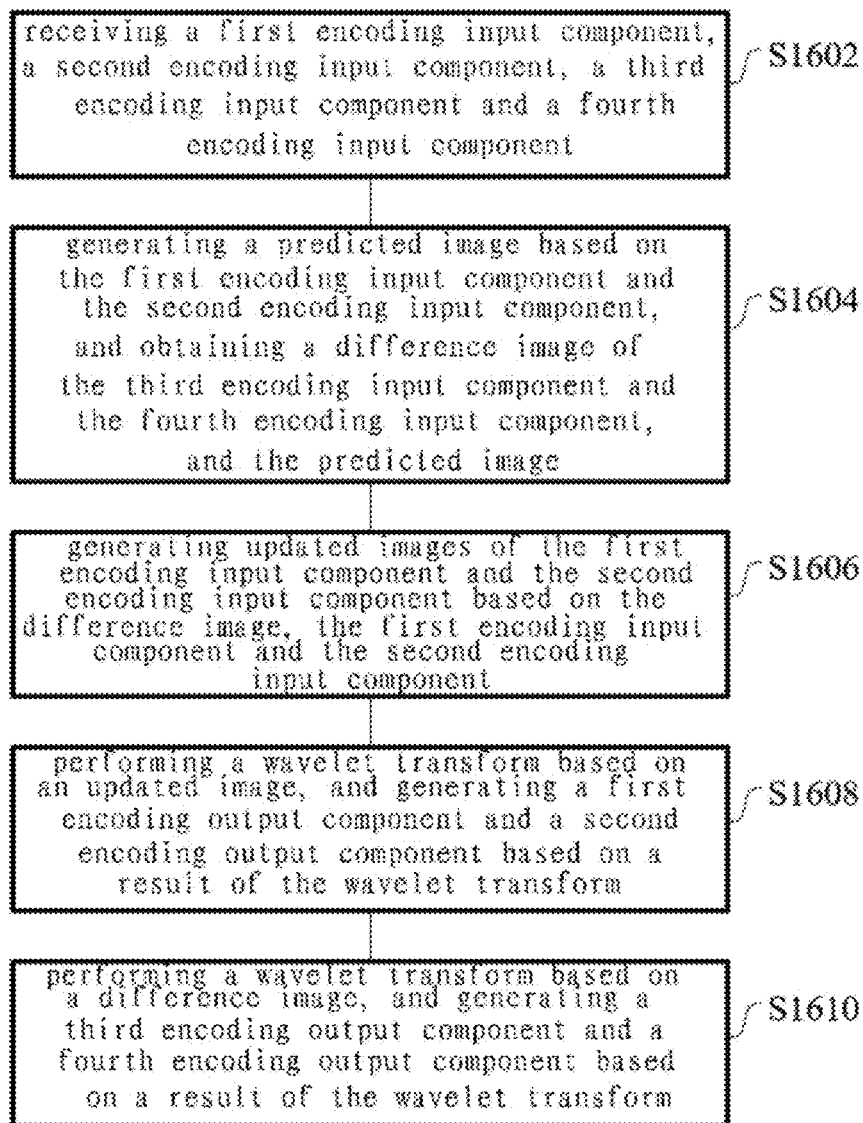 receiving a first encoding input component,
a second encoding input component, a third
encoding input component and a fourth
encoding input component
S1602
generating a predicted image based on
the first encoding input component and
the second encoding input component,
and obtaining a difference image of
the third encoding input component and
the fourth encoding input component,
and the predicted image
S1604
generating updated images of the first
encoding input component and the second
encoding input component based on the
difference image, the first encoding input
component and the second encoding
input component
S1606
performing a wavelet transform based on
an updated image, and generating a first
encoding output component and a second
encoding output component based on a
result of the wavelet transform
S1608
performing a wavelet transform based on
a difference image, and generating a
third encoding output component and a
fourth encoding output component based
on a result of the wavelet transform
S1610